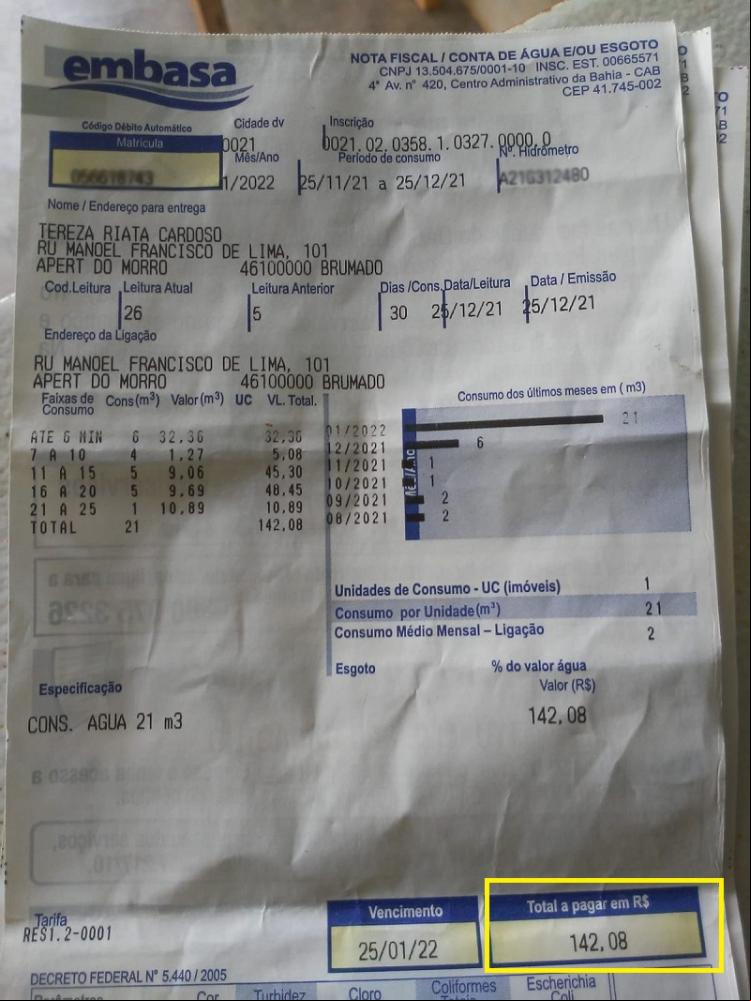 embasa
NOTA FISCAL / CONTA DE ÁGUA E/OU ESGOTO
CNPJ 13.504.675/0001-10 INSC. EST. 00665571
4ª Av. nº 420, Centro Administrativo da Bahia - CAB
CEP 41.745-002
Código Débito Automático Cidade dv Inscrição
Matrícula 0021 0021. 02. 0358. 1. 0327. 0000. 0
Mês/Ano Período de consumo Nº. Hidrômetro
1/2022 25/11/21 a 25/12/21 A21G312480
Nome / Endereço para entrega
TEREZA RIATA CARDOSO
RU MANOEL FRANCISCO DE LIMA, 101
APERT DO MORRO 46100000 BRUMADO
Cod.Leitura Leitura Atual Leitura Anterior Dias /Cons. Data/Leitura Data / Emissão
26 5 30 25/12/21 25/12/21
Endereço da Ligação
RU MANOEL FRANCISCO DE LIMA, 101
APERT DO MORRO 46100000 BRUMADO
Faixas de Consumo Cons(m³) Valor(m³) UC VL. Total.
ATE 6 MIN 6 32,36 32,36
7 A 10 4 1,27 5,08
11 A 15 5 9,06 45,30
16 A 20 5 9,69 48,45
21 A 25 1 10,89 10,89
TOTAL 21 142,08
Consumo dos últimos meses em ( m3)
01/2022 21
12/2021 6
11/2021 1
10/2021 1
09/2021 2
08/2021 2
Unidades de Consumo - UC (imóveis) 1
Consumo por Unidade(m³) 21
Consumo Médio Mensal – Ligação 2
Esgoto % do valor água
Especificação Valor (R$)
CONS. AGUA 21 m3 142,08
Tarifa
RES1.2-0001
Vencimento
25/01/22
Total a pagar em R$
142,08
DECRETO FEDERAL N° 5.440 / 2005
Parâmetros Cor Turbidez Cloro Coliformes Totais Escherichia Coli